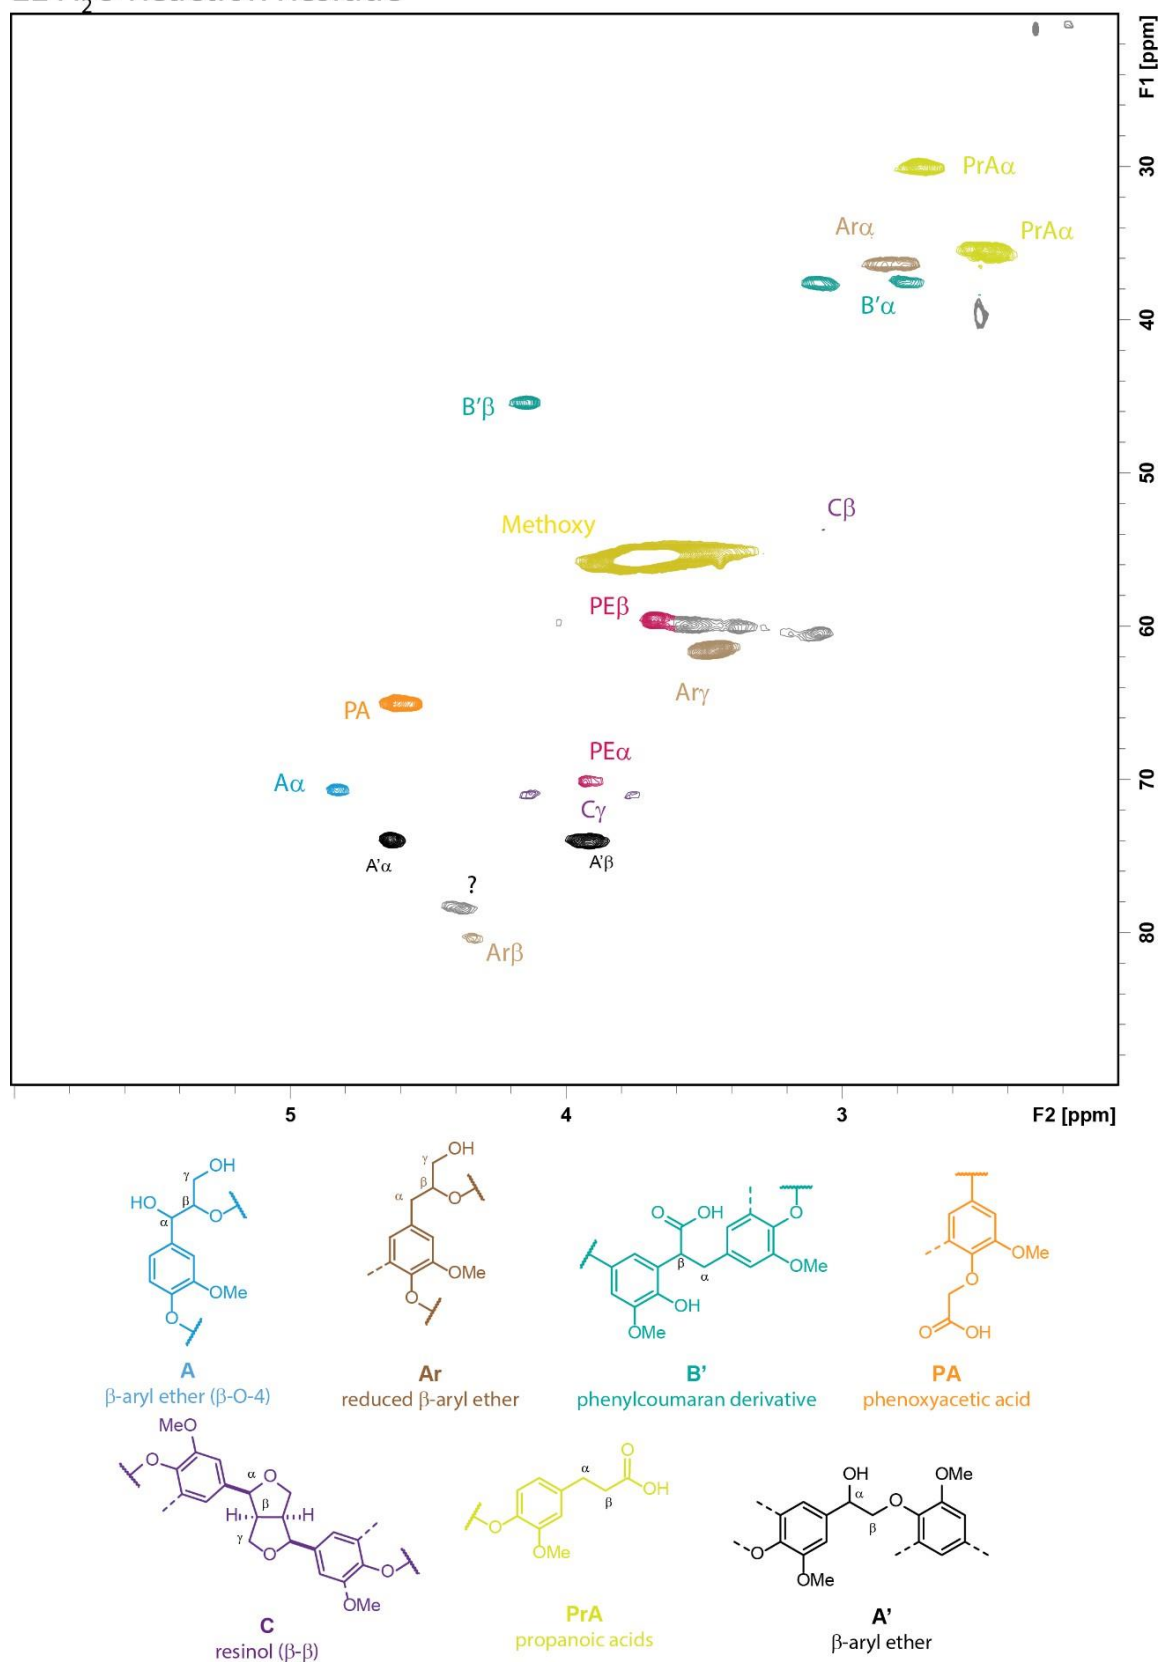 F1 [ppm]
30
40
50
60
70
80
PrAα
Arα
PrAα
B'α
B'β
Cβ
Methoxy
PEβ
Arγ
PA
PEα
Aα
Cγ
A'α
A'β
?
Arβ
5
4
3
F2 [ppm]
OH
γ
HO
β
O
α
OMe
O
A
β-aryl ether (β-O-4)
OH
γ
β
α
O
OMe
O
Ar
reduced β-aryl ether
O
OH
O
β
α
OMe
OH
OMe
B'
phenylcoumaran derivative
OMe
O
O
OH
PA
phenoxyacetic acid
MeO
O
α
O
β
H
H
γ
O
O
OMe
C
resinol (β-β)
O
α
OH
β
O
OMe
PrA
propanoic acids
OH
OMe
α
O
β
O
OMe
A'
β-aryl ether